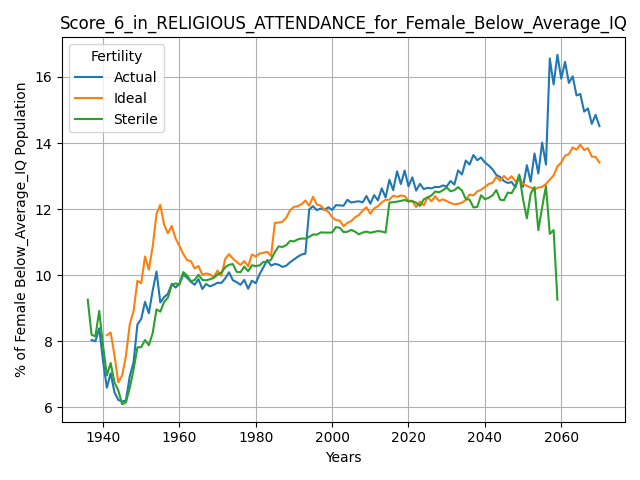 Score_6_in_RELIGIOUS_ATTENDANCE_for_Female_Below_Average_IQ
Fertility
Actual
Ideal
Sterile
% of Female Below_Average_IQ Population
16
14
12
10
8
6
1940
1960
1980
2000
2020
2040
2060
Years